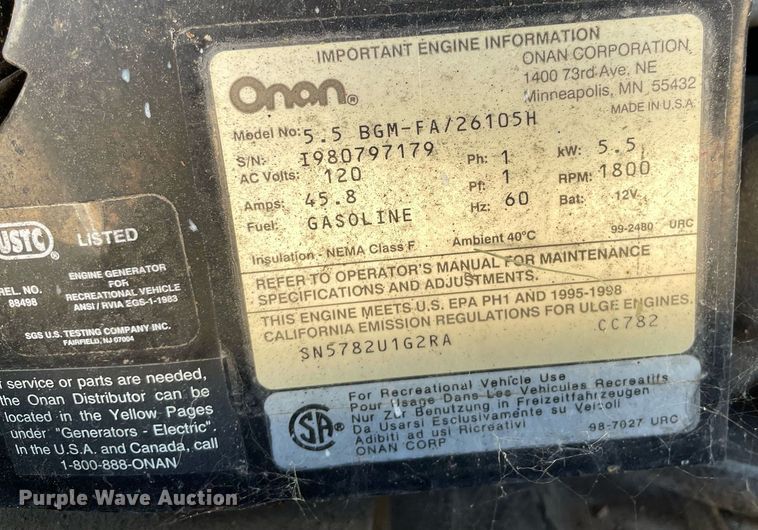 IMPORTANT ENGINE INFORMATION
Onan®
ONAN CORPORATION
1400 73rd Ave. NE
Minneapolis, MN 55432
MADE IN U.S.A.
Model No: 5.5 BGM-FA/26105H
S/N: I980797179 Ph: 1 kW: 5.5
AC Volts: 120 Pf: 1 RPM: 1800
Amps: 45.8 Hz: 60 Bat: 12V
Fuel: GASOLINE
99-2480 URC
Insulation - NEMA Class F Ambient 40°C
REFER TO OPERATOR'S MANUAL FOR MAINTENANCE
SPECIFICATIONS AND ADJUSTMENTS.
THIS ENGINE MEETS U.S. EPA PH1 AND 1995-1998
CALIFORNIA EMISSION REGULATIONS FOR ULGE ENGINES.
SN5782U1G2RA CC782
For Recreational Vehicle Use
Pour Usage Dans Les Vehicules Recreatifs
Nur Zur Benutzung in Freizeitfahrzeugen
Da Usarsi Esclusivamente su Veicoli
Adibiti ad usi Ricreativi
ONAN CORP
98-7027 URC
SA
USTC
LISTED
REL. NO.
89498
ENGINE GENERATOR
FOR
RECREATIONAL VEHICLE
ANSI / RVIA EGS-1-1983
SGS U.S. TESTING COMPANY INC.
FAIRFIELD, NJ 07004
f service or parts are needed,
the Onan Distributor can be
located in the Yellow Pages
under "Generators - Electric".
In the U.S.A. and Canada, call
1-800-888-ONAN
Purple Wave Auction